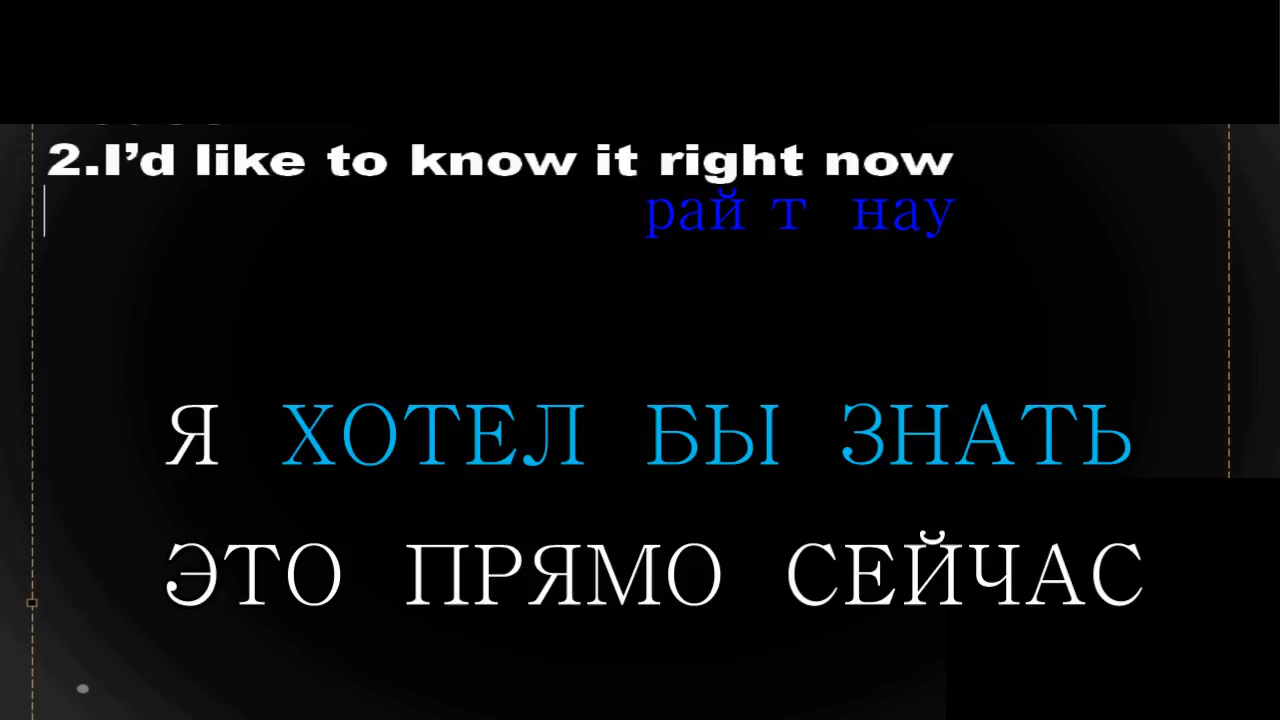 2.I’d like to know it right now
рай т нау
Я ХОТЕЛ БЫ ЗНАТЬ
ЭТО ПРЯМО СЕЙЧАС